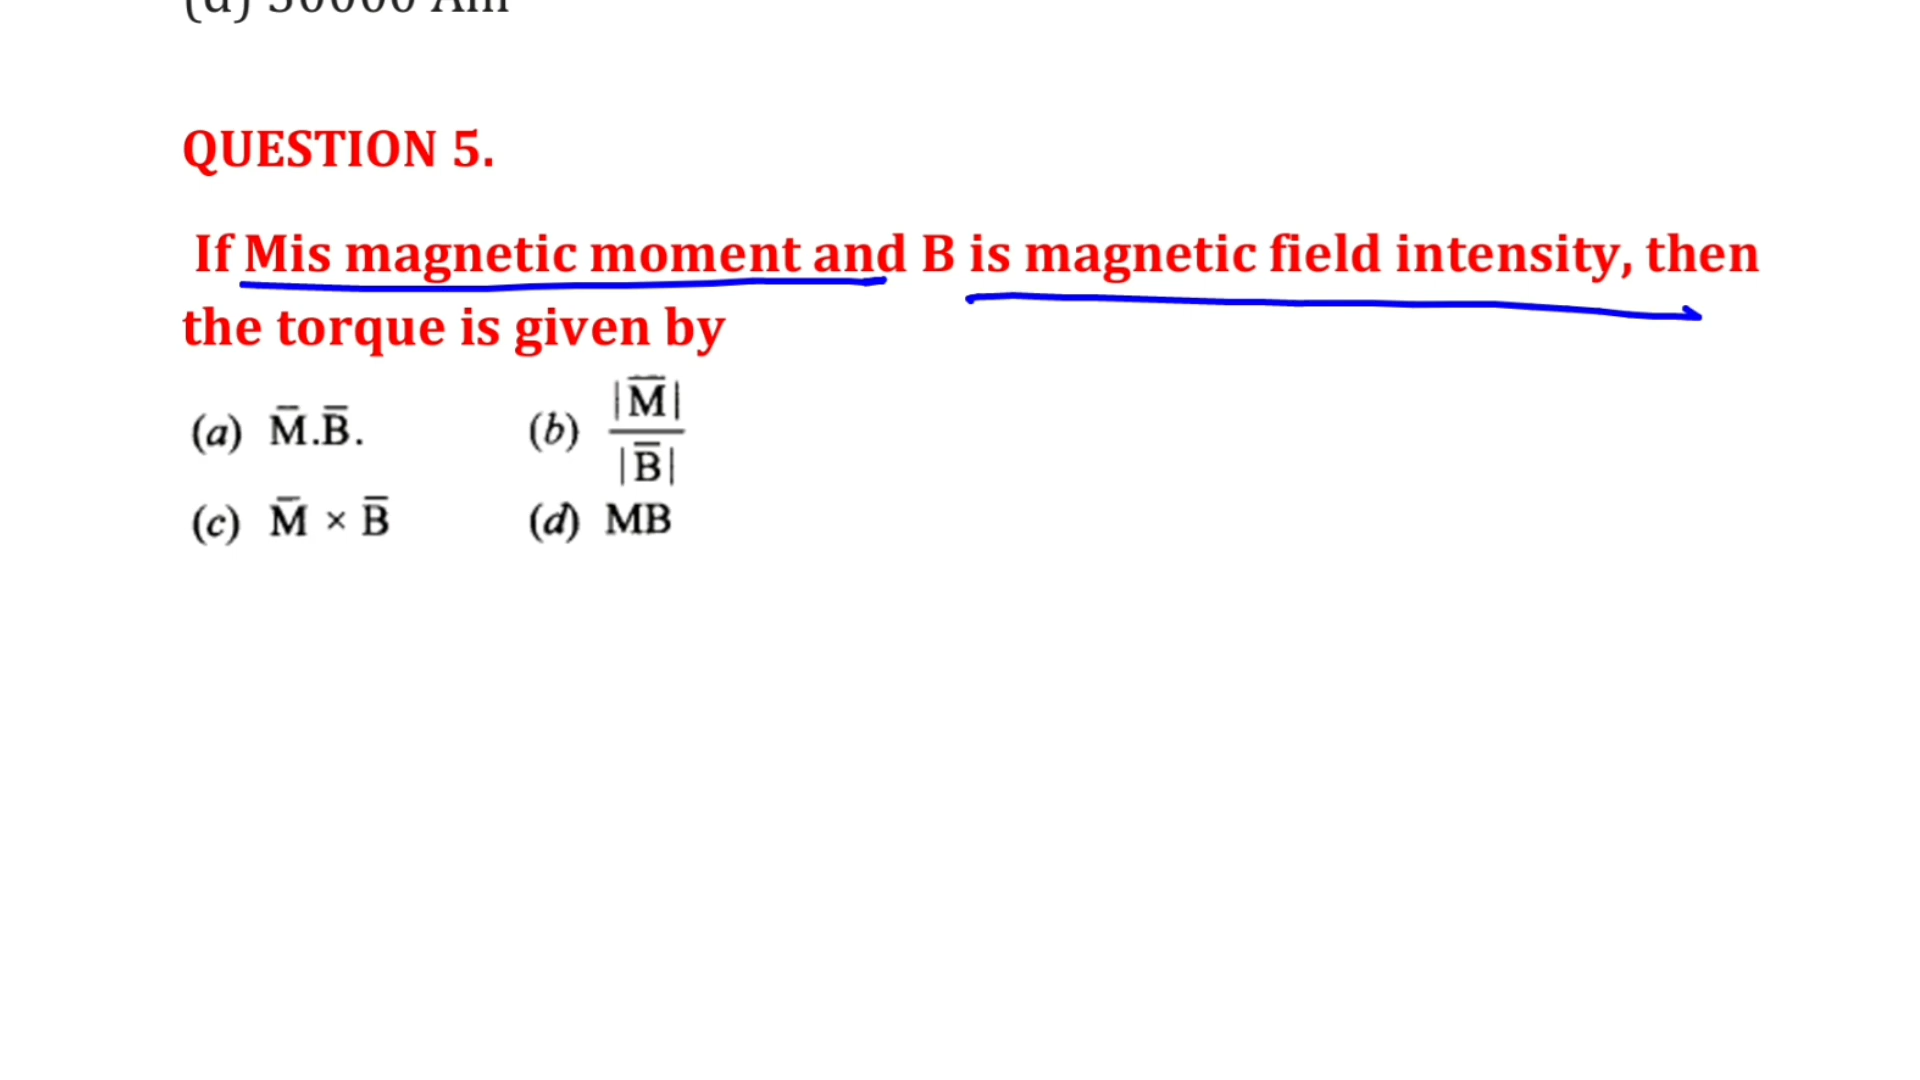 QUESTION 5.
If Mis magnetic moment and B is magnetic field intensity, then
the torque is given by
(a) M̄.B̄. (b) |M̄| / |B̄|
(c) M̄ × B̄ (d) MB